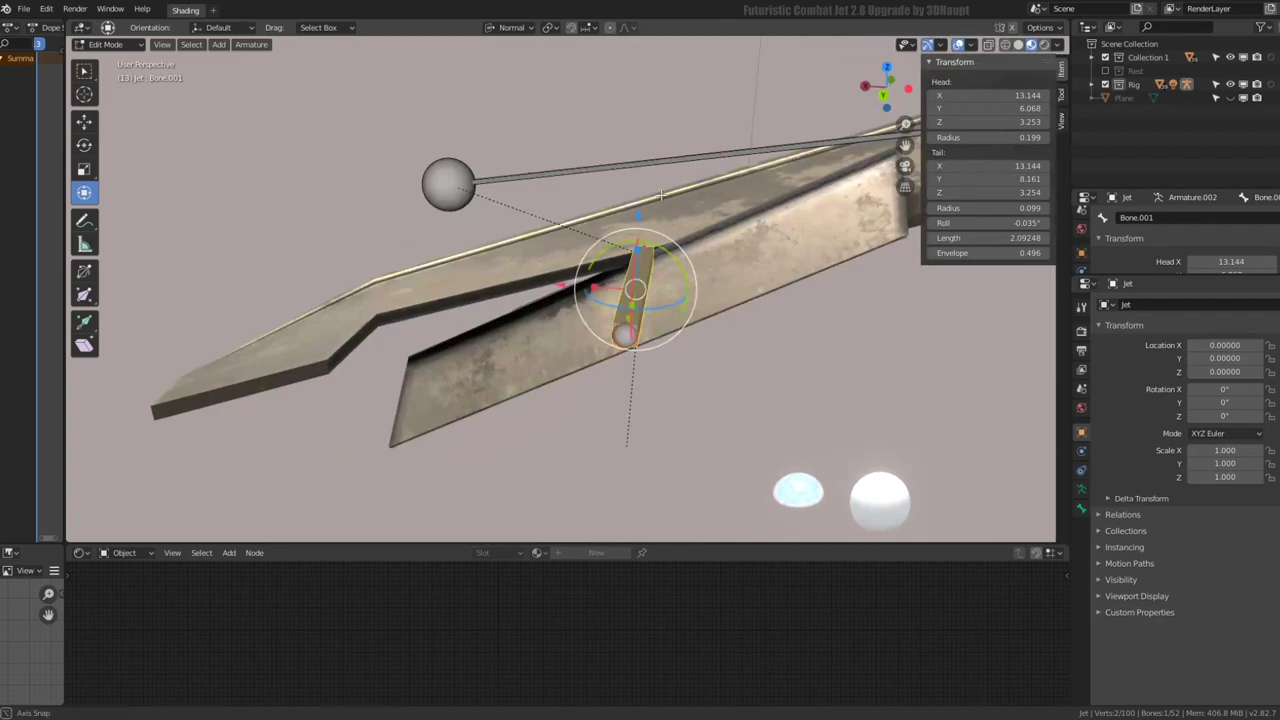 File Edit Render Window Help Shading + Futuristic Combat Jet 2.8 Upgrade by 3DHaupt Scene RenderLayer
Dope S Orientation: Default Drag: Select Box Normal Options
3 Edit Mode View Select Add Armature
Summa User Perspective
(13) Jet : Bone.001
Z
X
Y
Transform
Head:
X 13.144
Y 6.068
Z 3.253
Radius 0.199
Tail:
X 13.144
Y 8.161
Z 3.254
Radius 0.099
Roll -0.035°
Length 2.09248
Envelope 0.496
Item
Tool
View
Scene Collection
Collection 1
Rest
Rig
Plane
Jet Armature.002 Bone.00
Bone.001
Transform
Head X 13.144
Jet
Jet
Transform
Location X 0.00000
Y 0.00000
Z 0.00000
Rotation X 0°
Y 0°
Z 0°
Mode XYZ Euler
Scale X 1.000
Y 1.000
Z 1.000
Delta Transform
Relations
Collections
Instancing
Motion Paths
Visibility
Viewport Display
Custom Properties
Object View Select Add Node Slot New
View
Axis Snap Jet | Verts:2/100 | Bones:1/52 | Mem: 406.8 MiB | v2.82.7